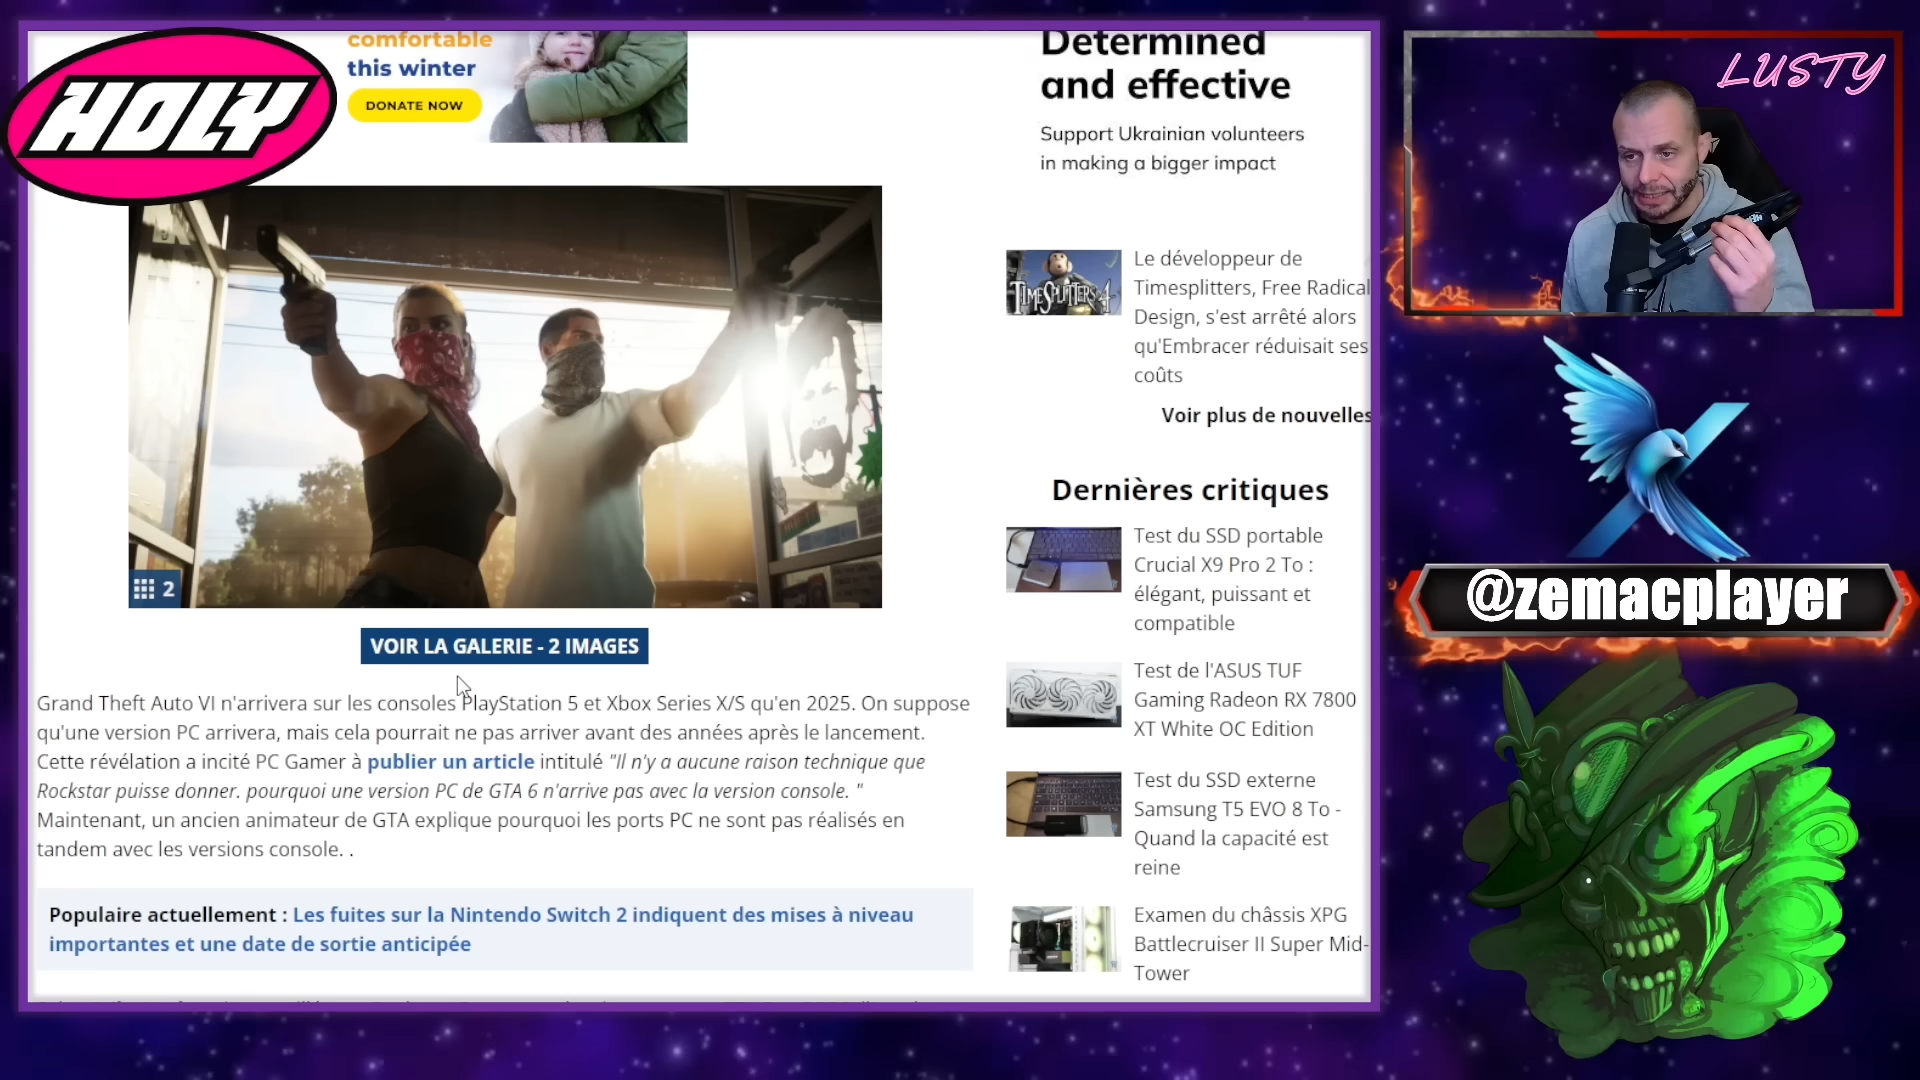 HOLY
comfortable
this winter
DONATE NOW
Determined
and effective
Support Ukrainian volunteers
in making a bigger impact
2
VOIR LA GALERIE - 2 IMAGES
Grand Theft Auto VI n'arrivera sur les consoles PlayStation 5 et Xbox Series X/S qu'en 2025. On suppose
qu'une version PC arrivera, mais cela pourrait ne pas arriver avant des années après le lancement.
Cette révélation a incité PC Gamer à publier un article intitulé "Il n'y a aucune raison technique que
Rockstar puisse donner. pourquoi une version PC de GTA 6 n'arrive pas avec la version console. "
Maintenant, un ancien animateur de GTA explique pourquoi les ports PC ne sont pas réalisés en
tandem avec les versions console. .
Populaire actuellement : Les fuites sur la Nintendo Switch 2 indiquent des mises à niveau
importantes et une date de sortie anticipée
TIMESPLITTERS 4
Le développeur de
Timesplitters, Free Radical
Design, s'est arrêté alors
qu'Embracer réduisait ses
coûts
Voir plus de nouvelles
Dernières critiques
Test du SSD portable
Crucial X9 Pro 2 To :
élégant, puissant et
compatible
Test de l'ASUS TUF
Gaming Radeon RX 7800
XT White OC Edition
Test du SSD externe
Samsung T5 EVO 8 To -
Quand la capacité est
reine
Examen du châssis XPG
Battlecruiser II Super Mid-
Tower
LUSTY
@zemacplayer